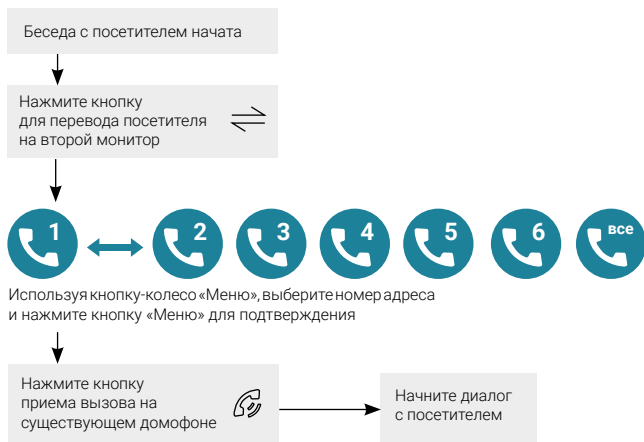 Беседа с посетителем начата
Нажмите кнопку
для перевода посетителя
на второй монитор
1 2 3 4 5 6 все
Используя кнопку-колесо «Меню», выберите номер адреса
и нажмите кнопку «Меню» для подтверждения
Нажмите кнопку
приема вызова на
существующем домофоне
Начните диалог
с посетителем